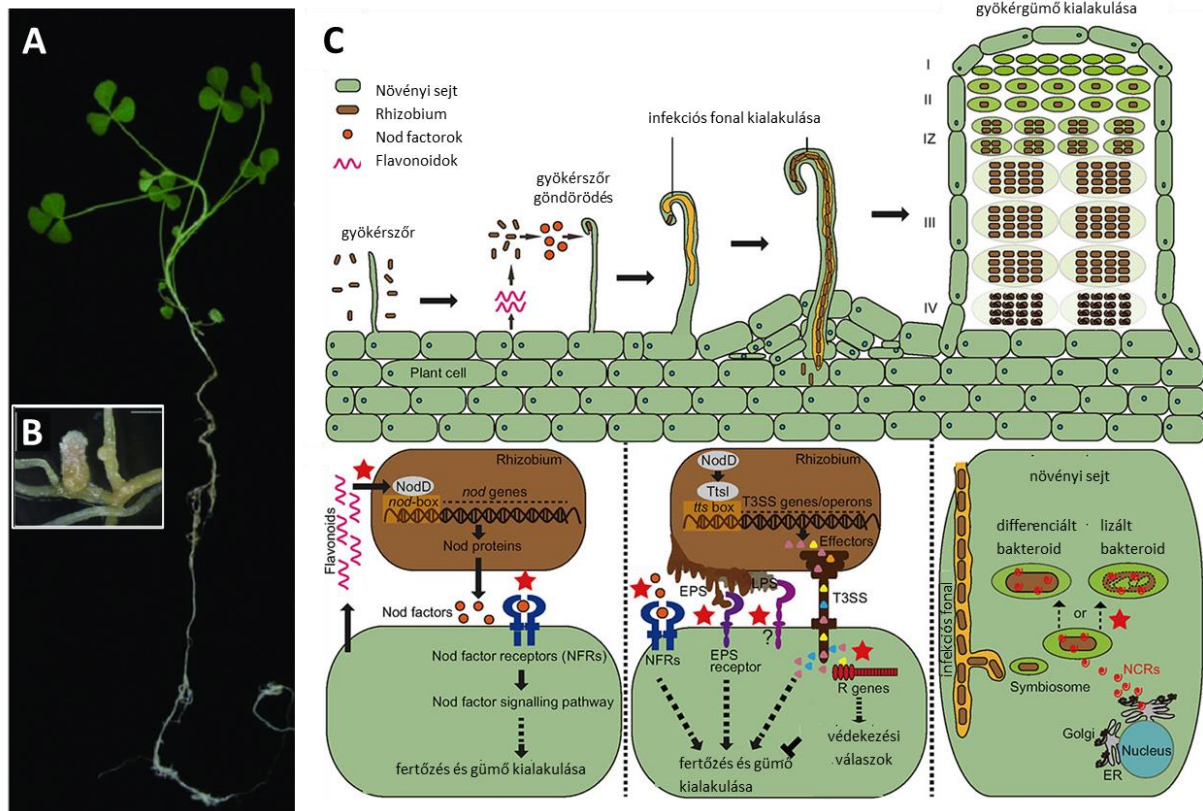 A
B
C
Növényi sejt
Rhizobium
Nod factorok
Flavonoidok
gyökérszőr
gyökérszőr
göndörödés
infekciós fonal kialakulása
gyökérgümő kialakulása
I
II
IZ
III
IV
Plant cell
Rhizobium
NodD
nod-box
nod genes
Nod proteins
Flavonoids
Nod factors
Nod factor receptors (NFRs)
Nod factor signalling pathway
fertőzés és gümő kialakulása
NodD
Rhizobium
TtsI
tts box
T3SS genes/operons
Effectors
EPS
LPS
T3SS
?
NFRs
EPS
receptor
R genes
védekezési
válaszok
fertőzés és gümő
kialakulása
növényi sejt
differenciált
bakteroid
lizált
bakteroid
or
infekciós fonal
Symbiosome
NCRs
Golgi
Nucleus
ER